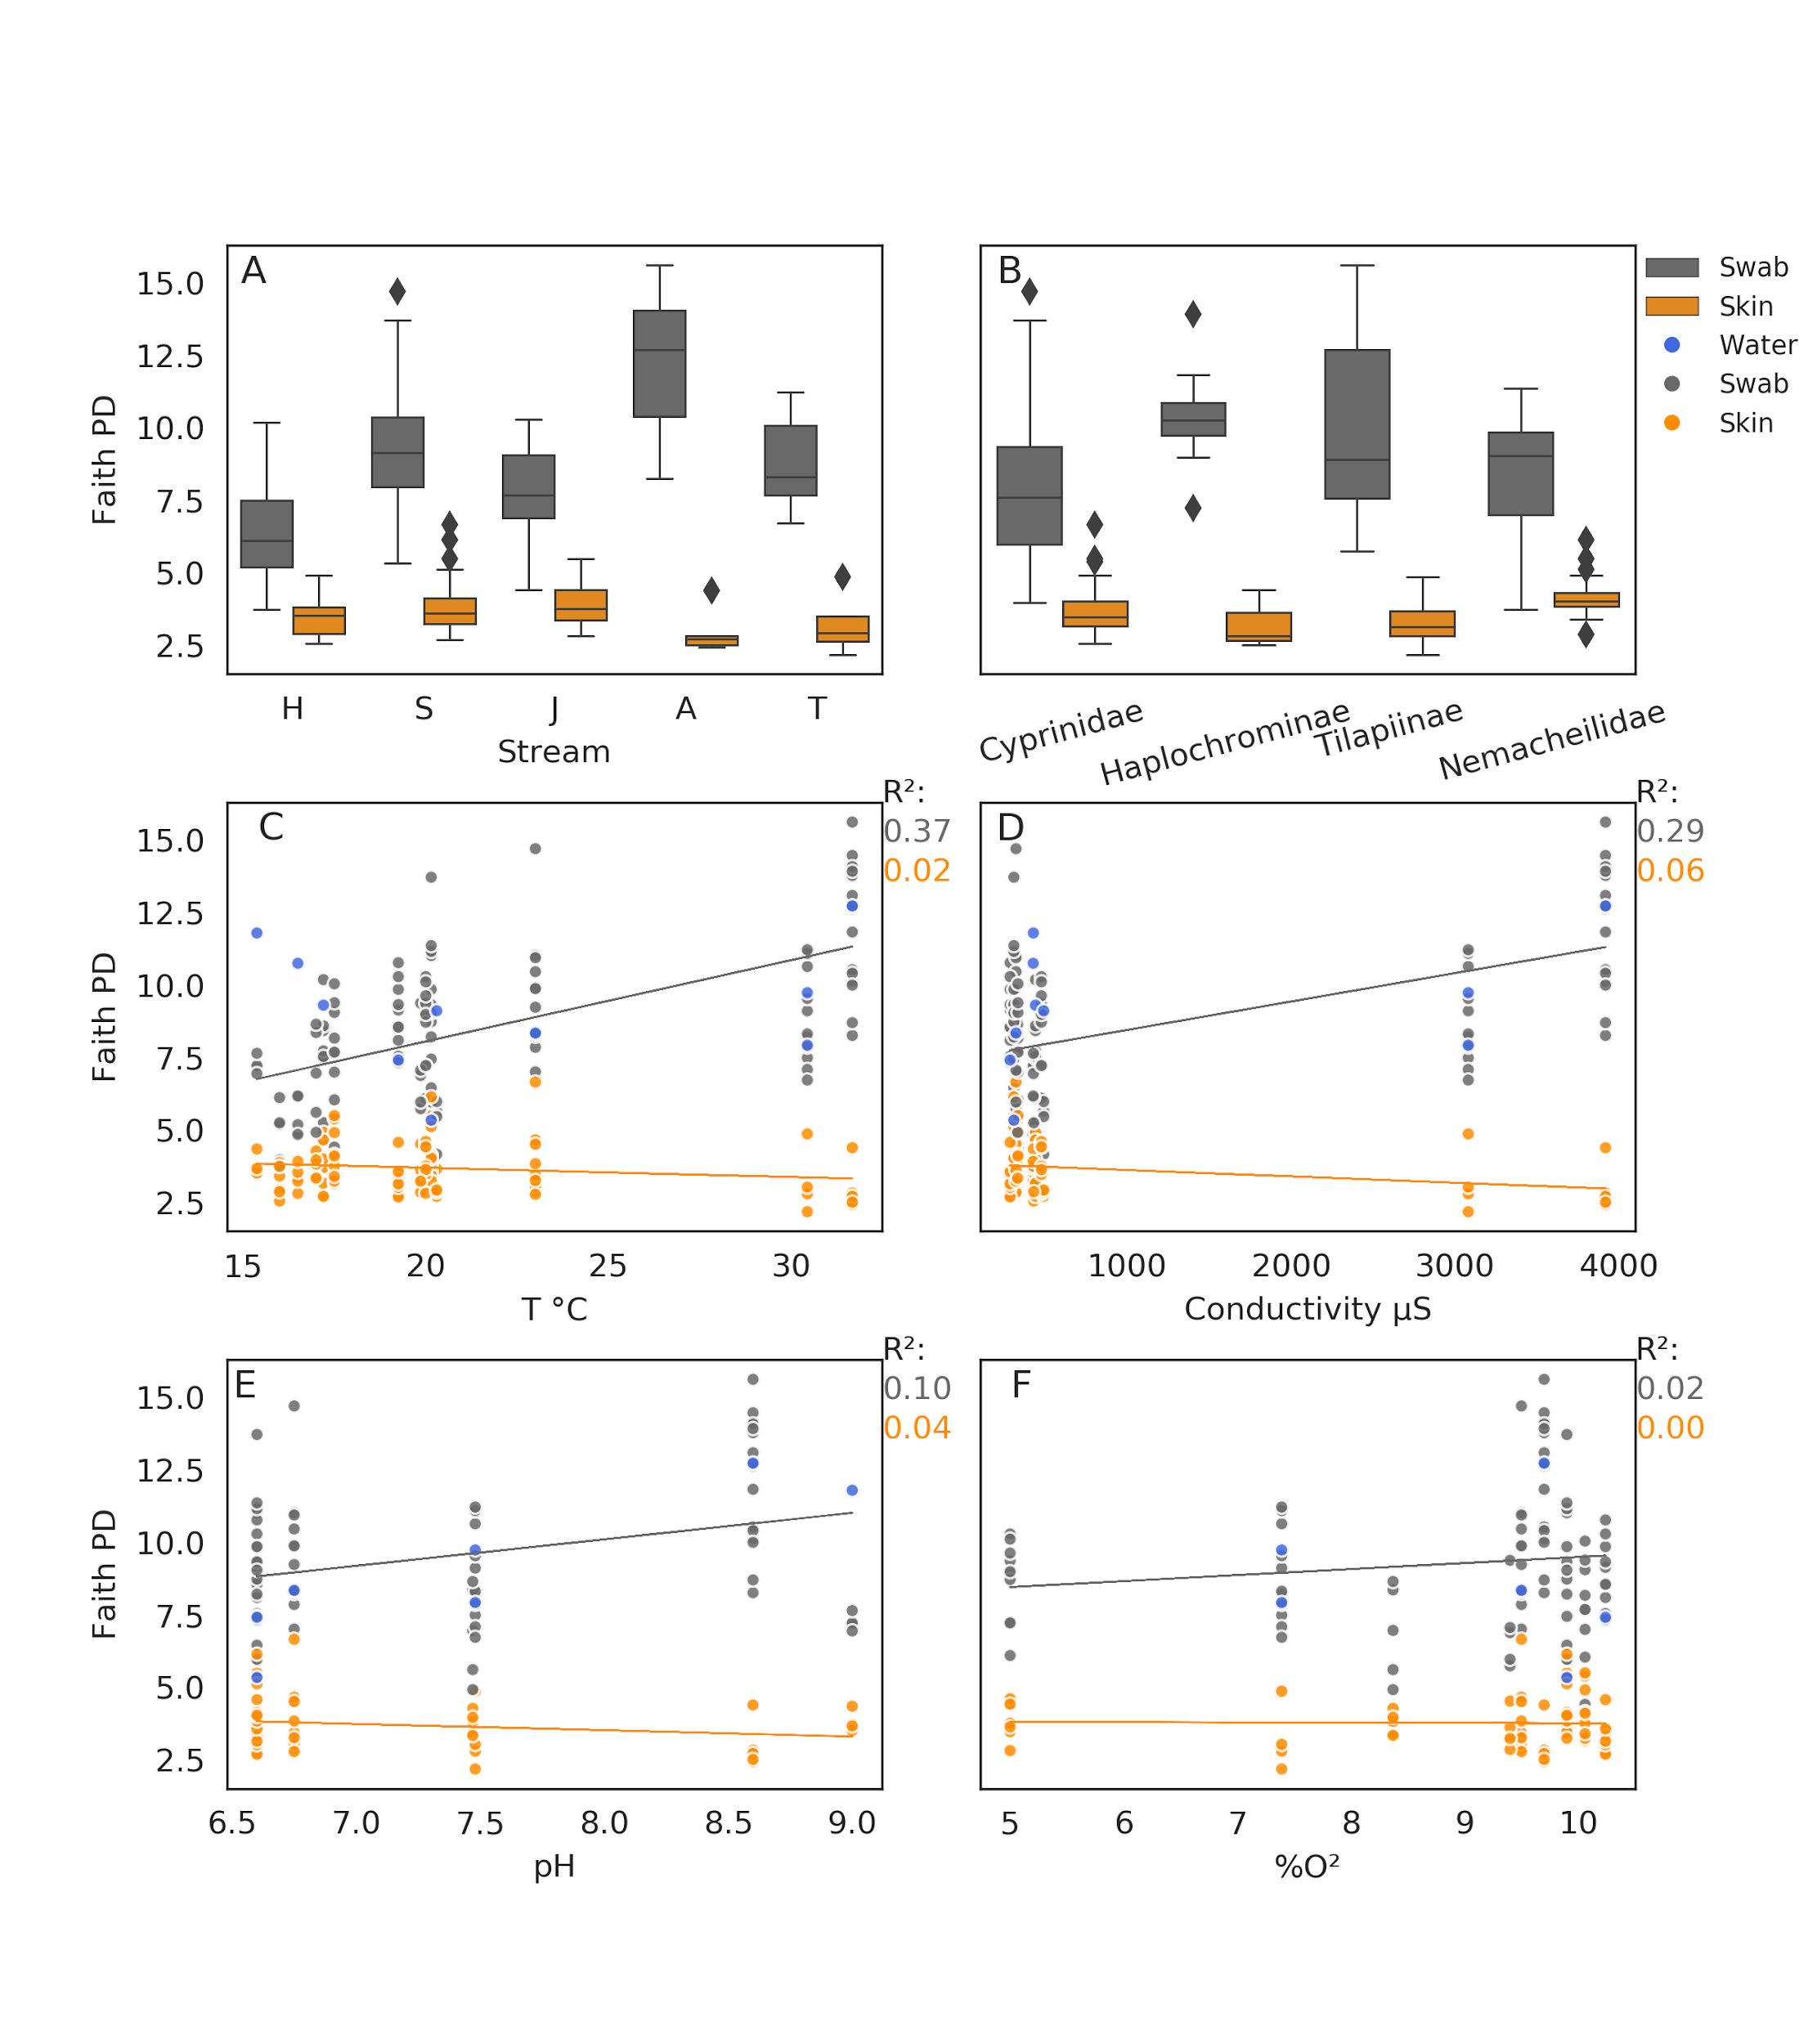 A
B
15.0
12.5
10.0
7.5
5.0
2.5
Faith PD
H S J A T
Stream
Cyprinidae
Haplochrominae
Tilapiinae
Nemacheilidae
Swab
Skin
Water
Swab
Skin
C
R²:
0.37
0.02
15.0
12.5
10.0
7.5
5.0
2.5
Faith PD
15 20 25 30
T °C
D
R²:
0.29
0.06
1000 2000 3000 4000
Conductivity µS
E
R²:
0.10
0.04
15.0
12.5
10.0
7.5
5.0
2.5
Faith PD
6.5 7.0 7.5 8.0 8.5 9.0
pH
F
R²:
0.02
0.00
5 6 7 8 9 10
%O²